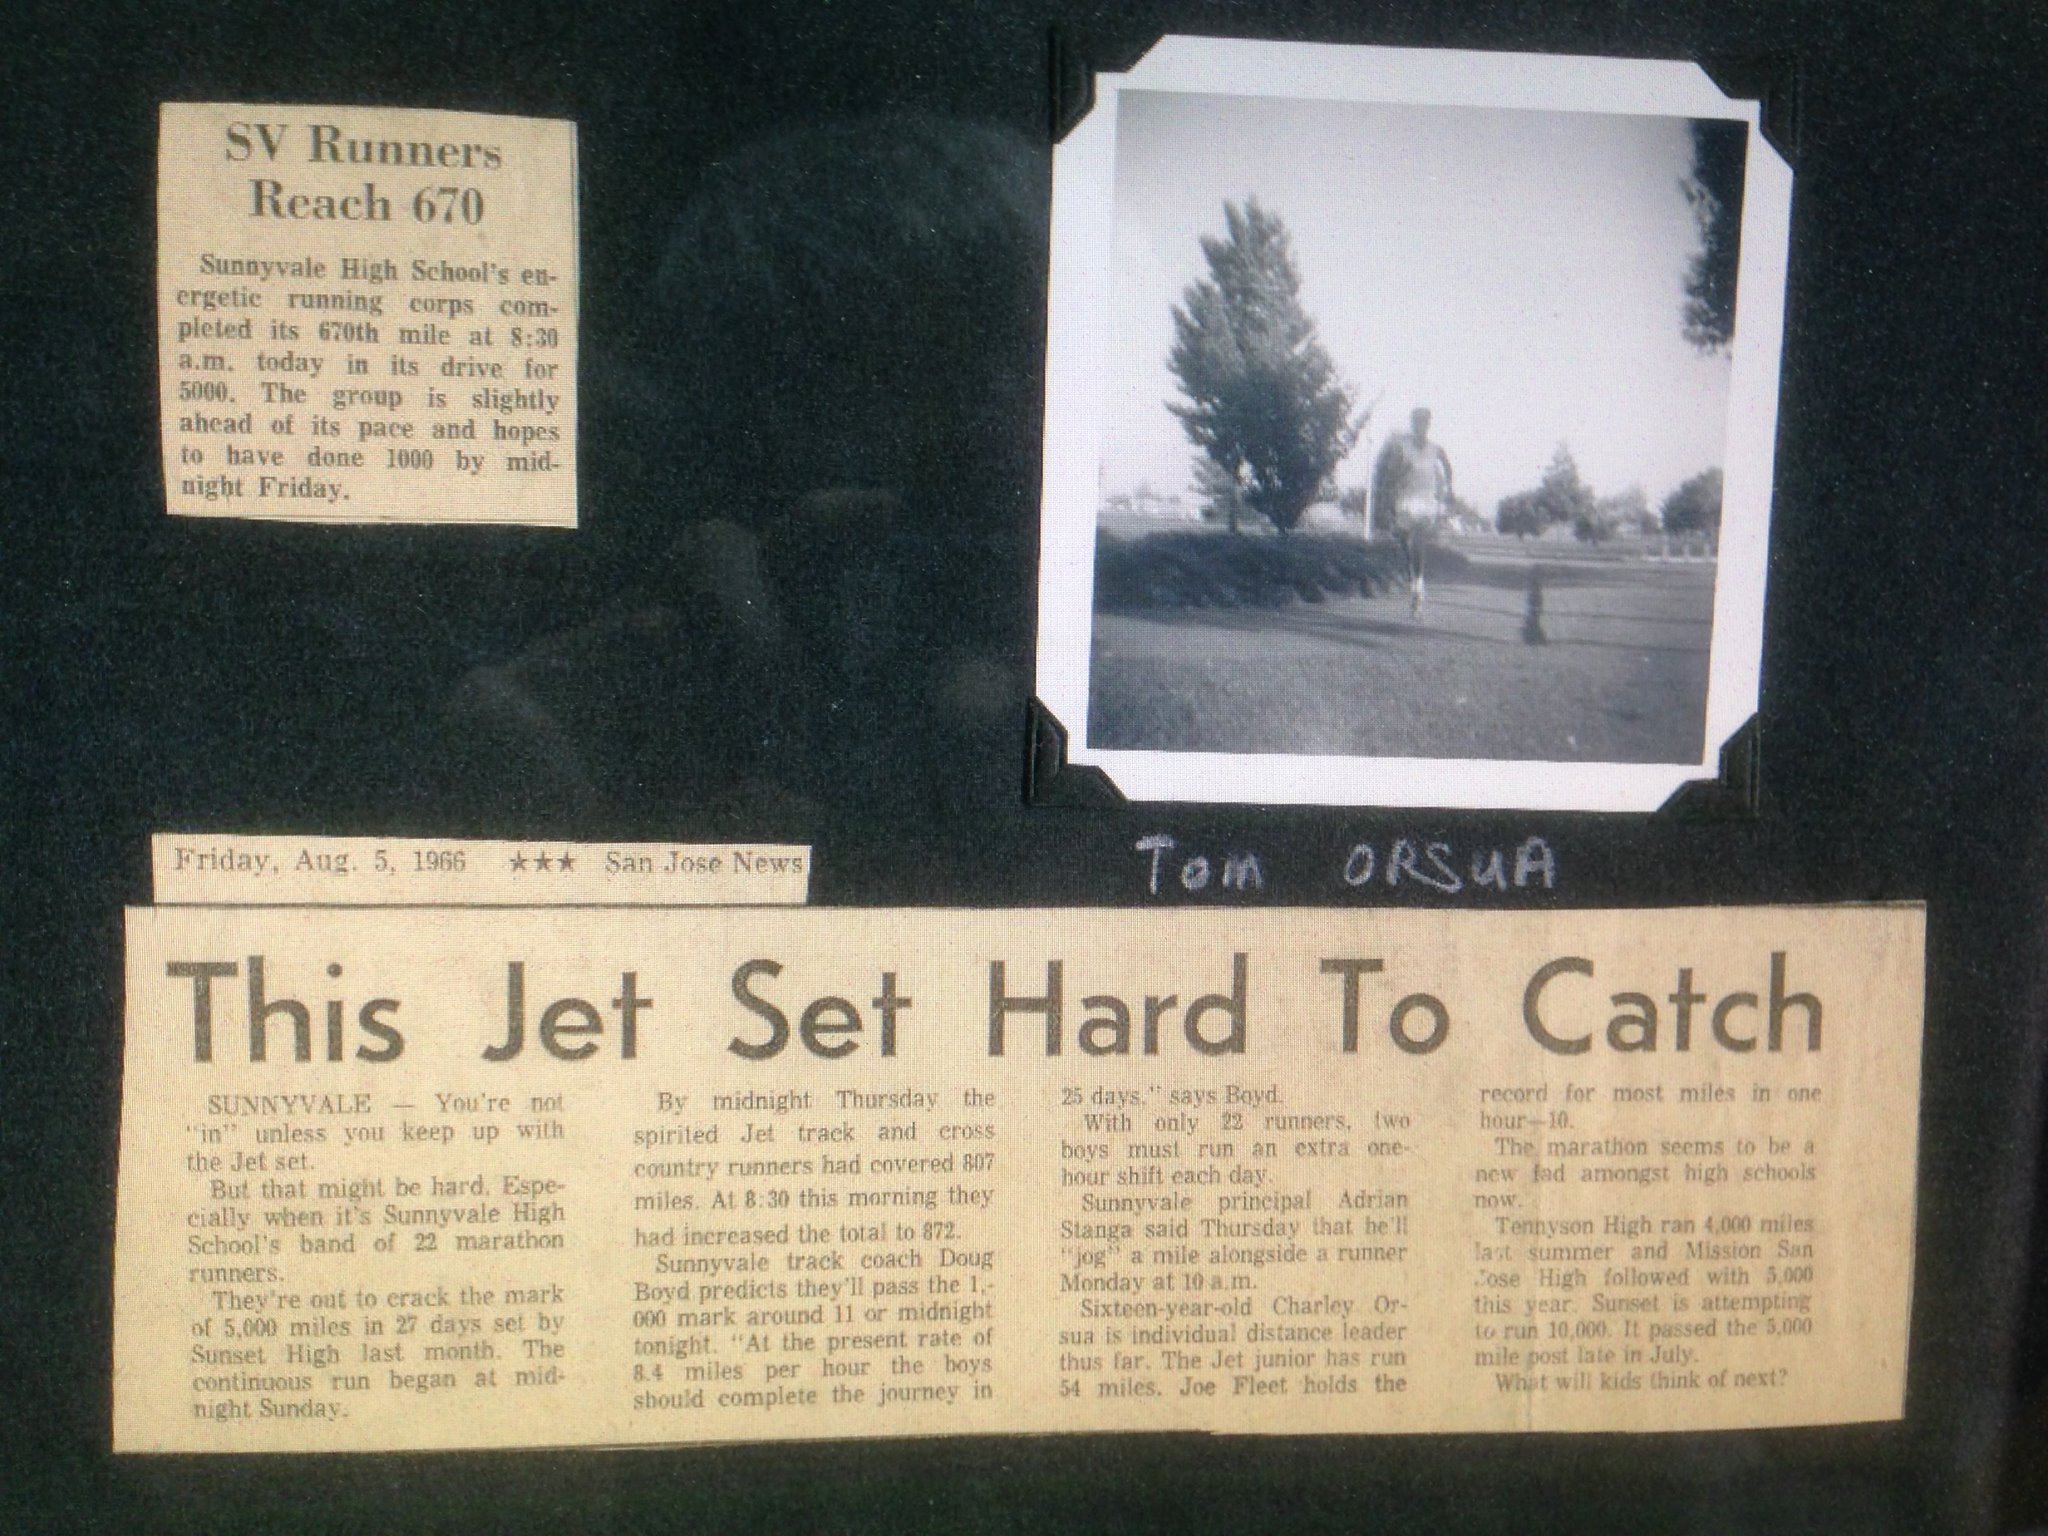 SV Runners
Reach 670
Sunnyvale High School's en-
ergetic running corps com-
pleted its 670th mile at 8:30
a.m. today in its drive for
5000. The group is slightly
ahead of its pace and hopes
to have done 1000 by mid-
night Friday.
Tom ORSUA
Friday, Aug. 5, 1966 ★★★ San Jose News
This Jet Set Hard To Catch
SUNNYVALE — You're not
"in" unless you keep up with
the Jet set.
But that might be hard. Espe-
cially when it's Sunnyvale High
School's band of 22 marathon
runners.
They're out to crack the mark
of 5,000 miles in 27 days set by
Sunset High last month. The
continuous run began at mid-
night Sunday.
By midnight Thursday the
spirited Jet track and cross
country runners had covered 807
miles. At 8:30 this morning they
had increased the total to 872.
Sunnyvale track coach Doug
Boyd predicts they'll pass the 1,-
000 mark around 11 or midnight
tonight. "At the present rate of
8.4 miles per hour the boys
should complete the journey in
25 days," says Boyd.
With only 22 runners, two
boys must run an extra one-
hour shift each day.
Sunnyvale principal Adrian
Stanga said Thursday that he'll
"jog" a mile alongside a runner
Monday at 10 a.m.
Sixteen-year-old Charley Or-
sua is individual distance leader
thus far. The Jet junior has run
54 miles. Joe Fleet holds the
record for most miles in one
hour—10.
The marathon seems to be a
new fad amongst high schools
now.
Tennyson High ran 4,000 miles
last summer and Mission San
Jose High followed with 5,000
this year. Sunset is attempting
to run 10,000. It passed the 5,000
mile post late in July.
What will kids think of next?